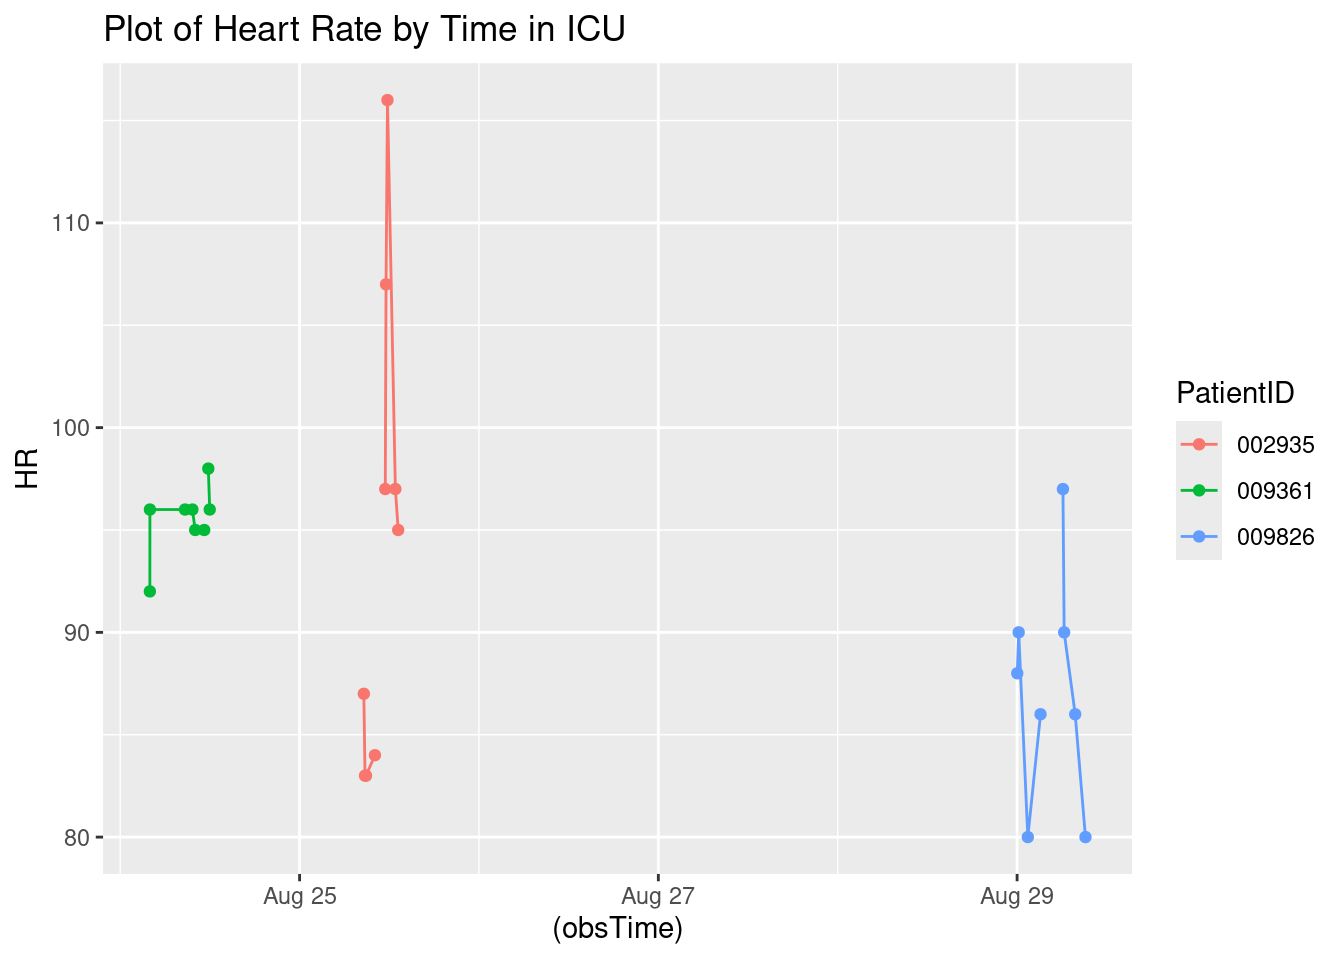 Plot of Heart Rate by Time in ICU
110
100
90
80
HR
Aug 25
Aug 27
Aug 29
(obsTime)
PatientID
002935
009361
009826